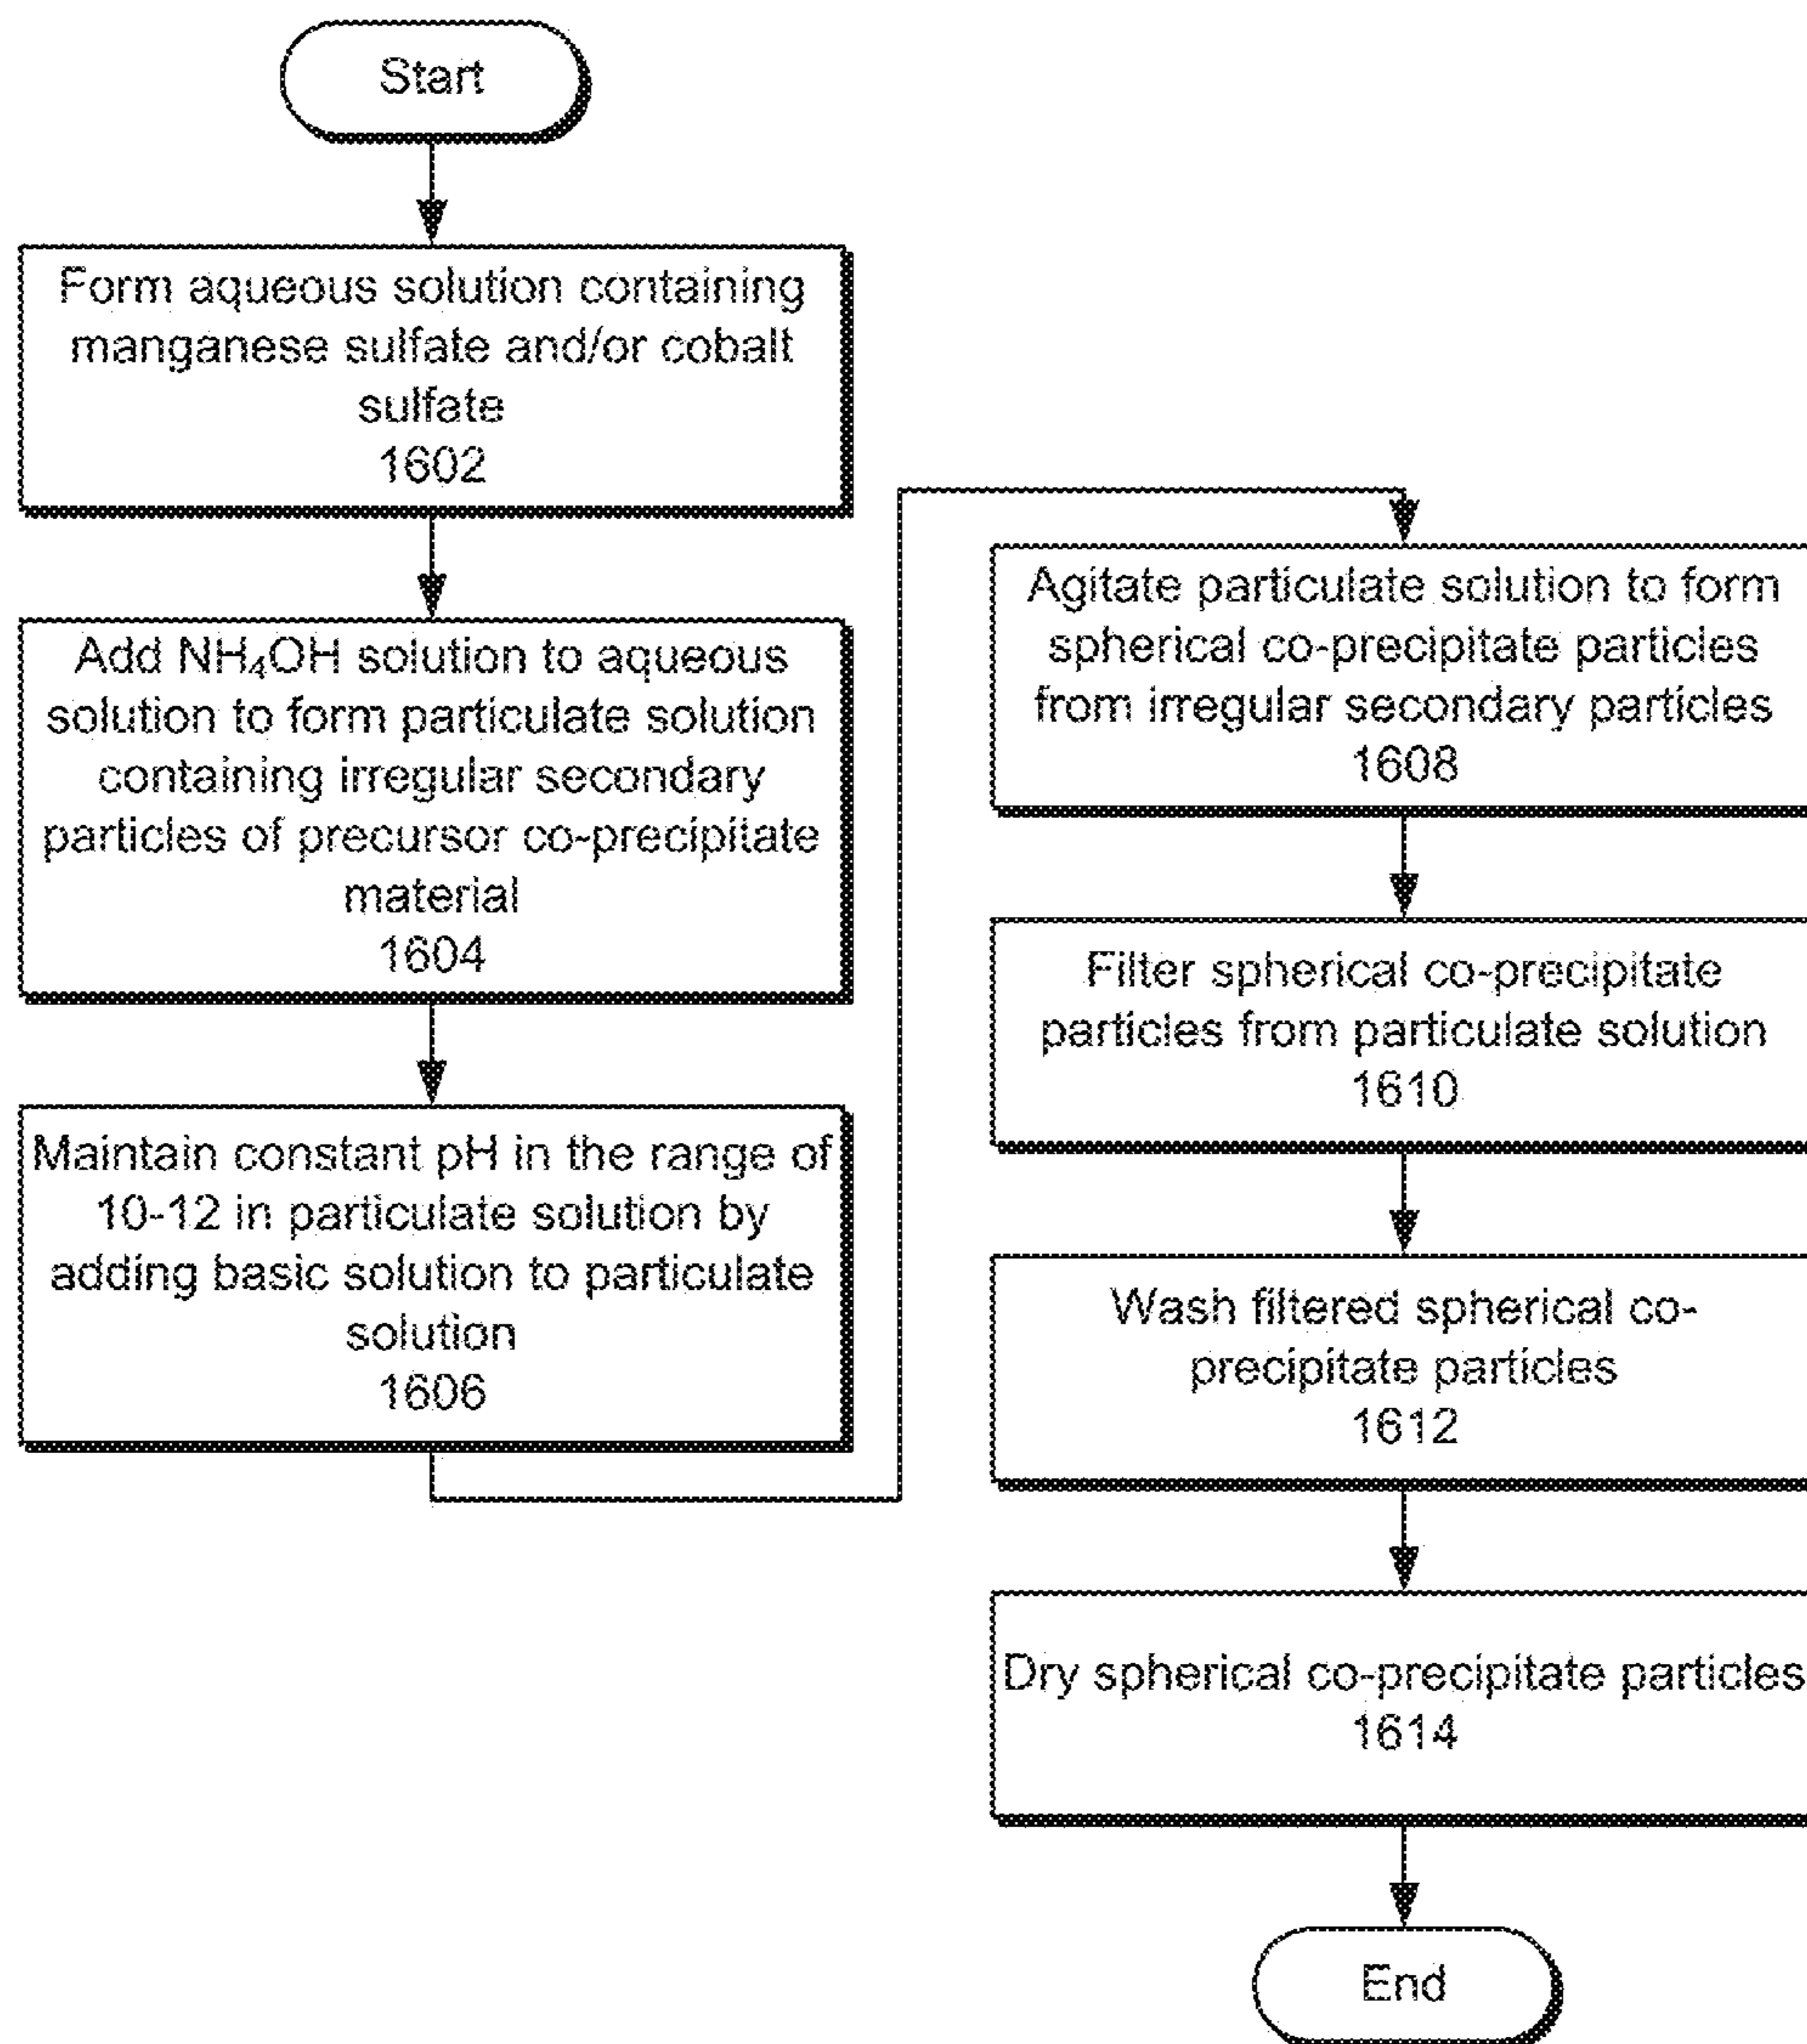 Start
Form aqueous solution containing
manganese sulfate and/or cobalt
sulfate
1602
Add NH₄OH solution to aqueous
solution to form particulate solution
containing irregular secondary
particles of precursor co-precipitate
material
1604
Maintain constant pH in the range of
10-12 in particulate solution by
adding basic solution to particulate
solution
1606
Agitate particulate solution to form
spherical co-precipitate particles
from irregular secondary particles
1608
Filter spherical co-precipitate
particles from particulate solution
1610
Wash filtered spherical co-
precipitate particles
1612
Dry spherical co-precipitate particles
1614
End